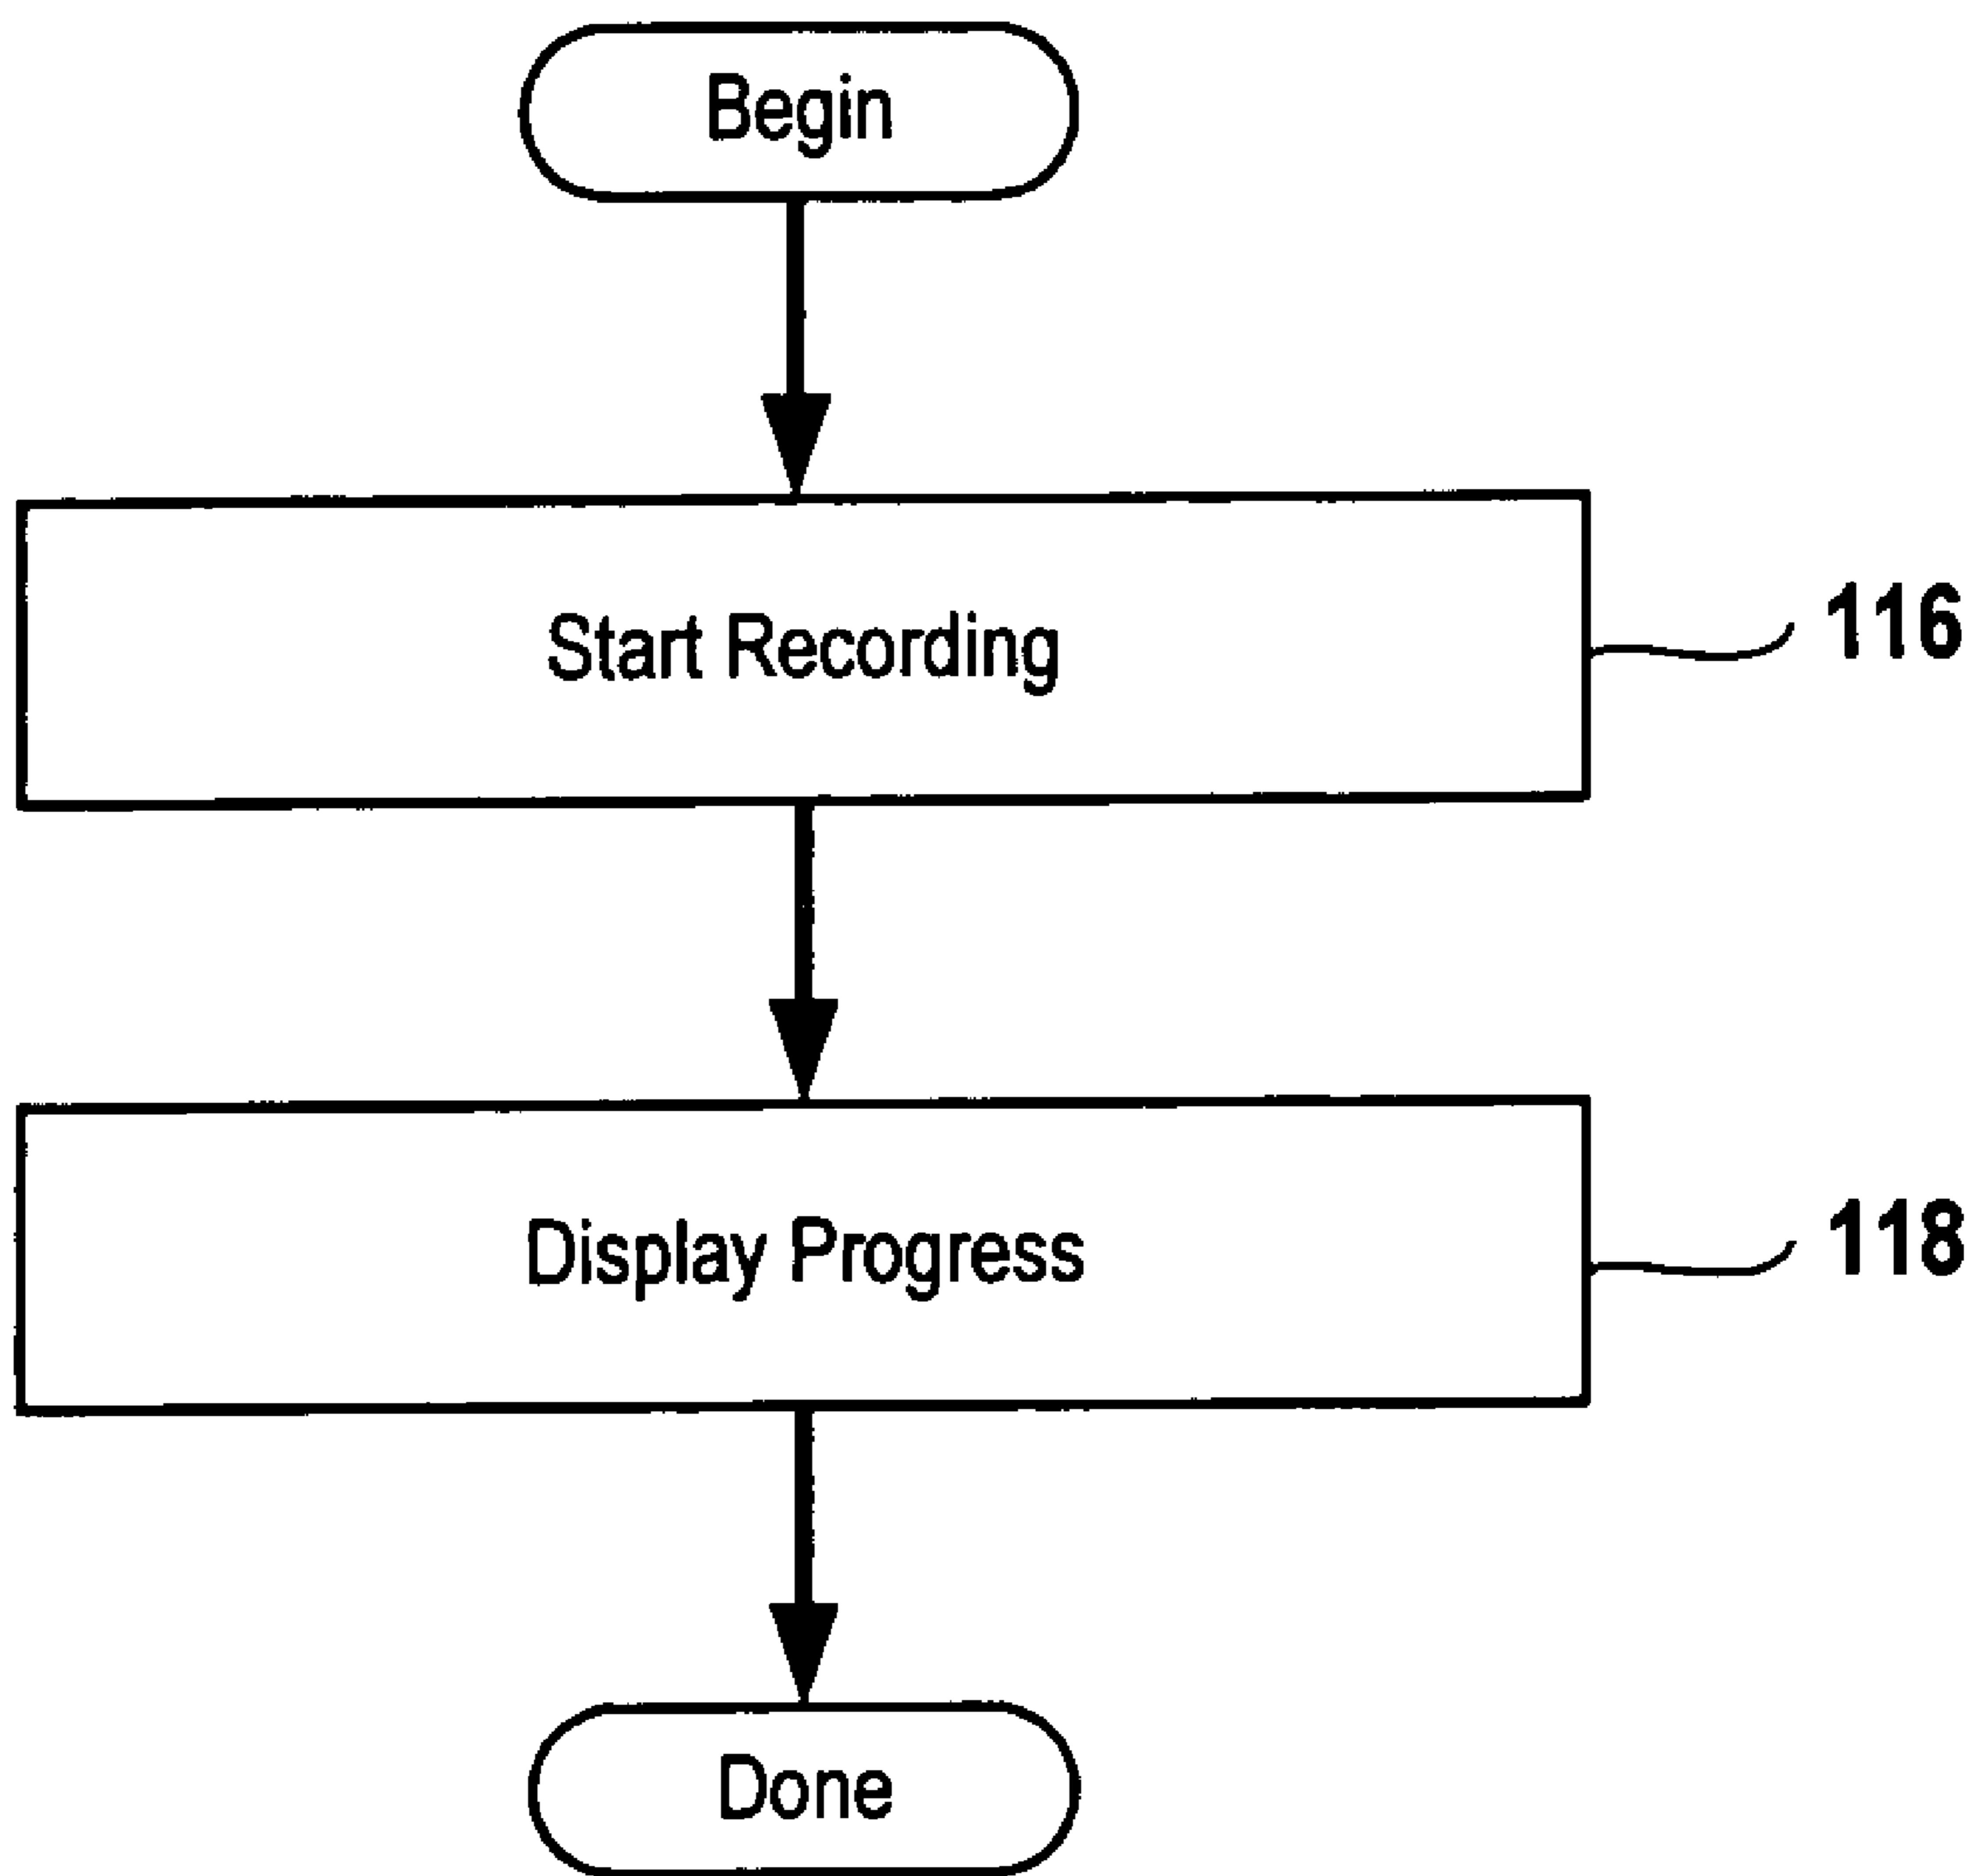 Begin
Start Recording
116
Display Progress
118
Done